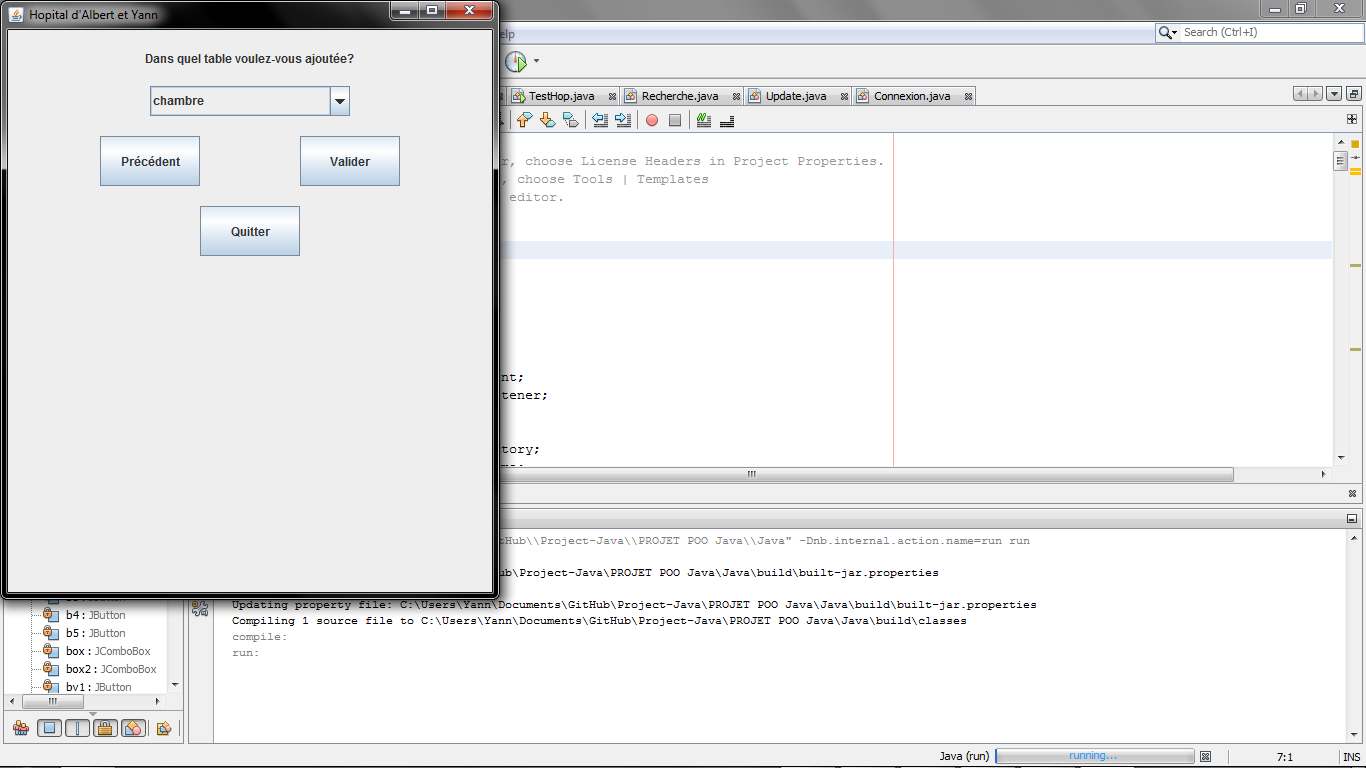 Hopital d'Albert et Yann
Dans quel table voulez-vous ajoutée?
chambre
Précédent
Valider
Quitter
elp
Search (Ctrl+I)
TestHop.java
Recherche.java
Update.java
Connexion.java
r, choose License Headers in Project Properties.
, choose Tools | Templates
editor.
nt;
tener;
tory;
Hub\\Project-Java\\PROJET POO Java\\Java" -Dnb.internal.action.name=run run
ub\Project-Java\PROJET POO Java\Java\build\built-jar.properties
Updating property file: C:\Users\Yann\Documents\GitHub\Project-Java\PROJET POO Java\Java\build\built-jar.properties
Compiling 1 source file to C:\Users\Yann\Documents\GitHub\Project-Java\PROJET POO Java\Java\build\classes
compile:
run:
b4 : JButton
b5 : JButton
box : JComboBox
box2 : JComboBox
bv1 : JButton
Java (run)
running...
7:1
INS